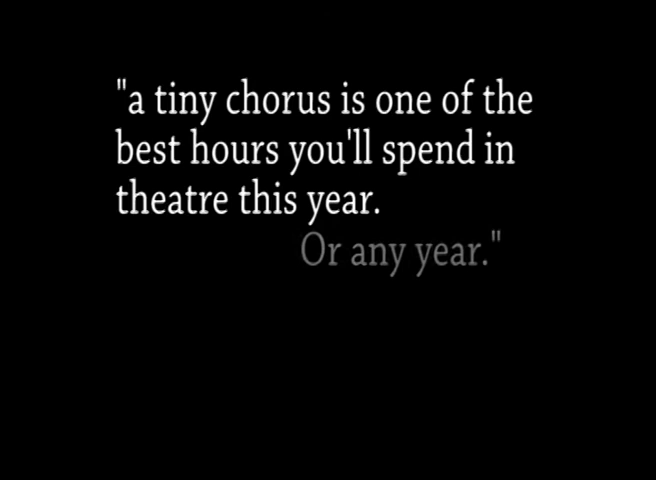 "a tiny chorus is one of the
best hours you'll spend in
theatre this year.
Or any year."